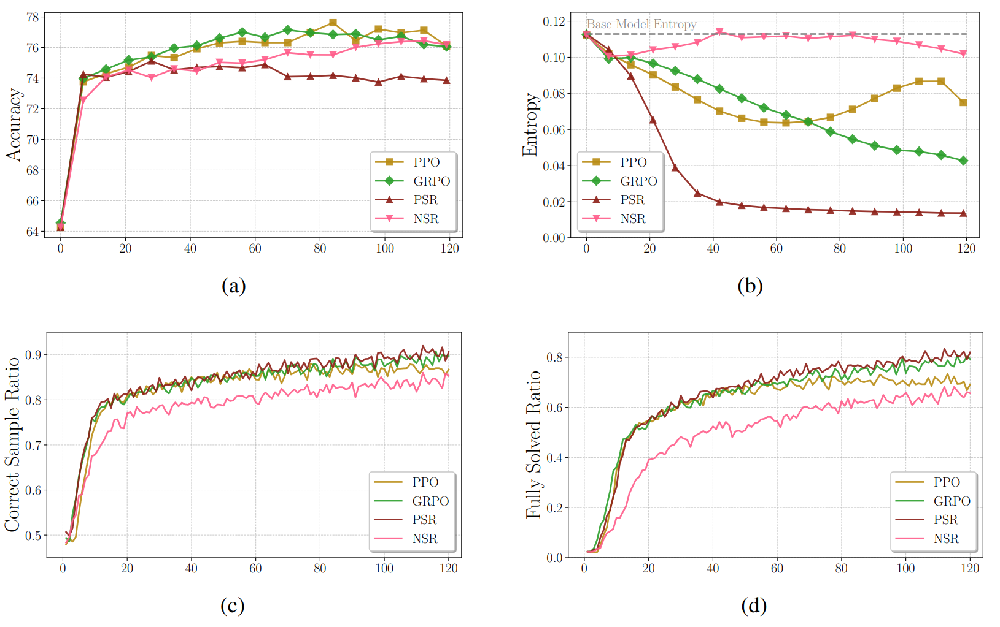 78
76
74
72
70
68
66
64
Accuracy
PPO
GRPO
PSR
NSR
0 20 40 60 80 100 120
(a)
0.12
0.10
0.08
0.06
0.04
0.02
0.00
Entropy
Base Model Entropy
PPO
GRPO
PSR
NSR
0 20 40 60 80 100 120
(b)
0.9
0.8
0.7
0.6
0.5
Correct Sample Ratio
PPO
GRPO
PSR
NSR
0 20 40 60 80 100 120
(c)
0.8
0.6
0.4
0.2
0.0
Fully Solved Ratio
PPO
GRPO
PSR
NSR
0 20 40 60 80 100 120
(d)